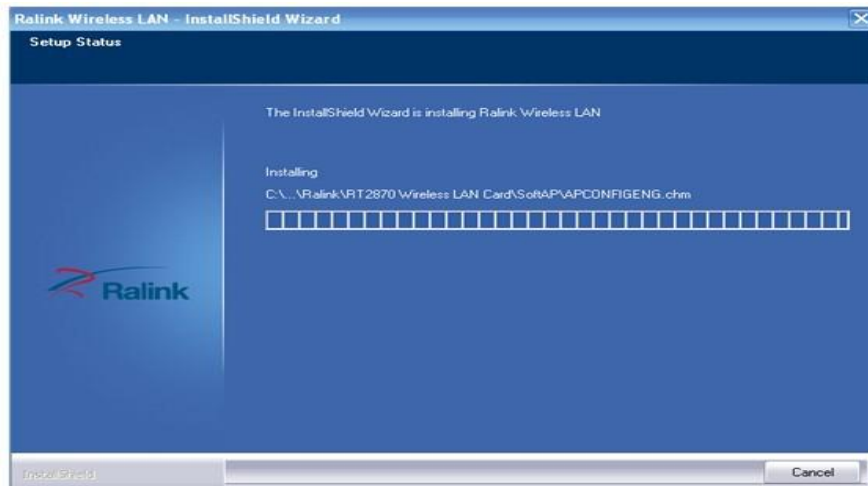 Ralink Wireless LAN - InstallShield Wizard
Setup Status
The InstallShield Wizard is installing Ralink Wireless LAN
Installing
C:\...\Ralink\RT2870 Wireless LAN Card\SoftAP\APCONFIGENG.chm
Ralink
InstallShield
Cancel